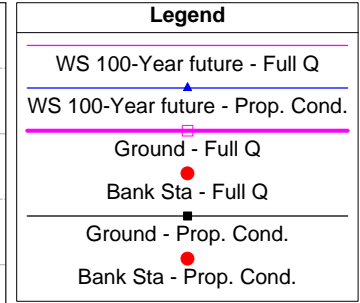 Legend
WS 100-Year future - Full Q
WS 100-Year future - Prop. Cond.
Ground - Full Q
Bank Sta - Full Q
Ground - Prop. Cond.
Bank Sta - Prop. Cond.